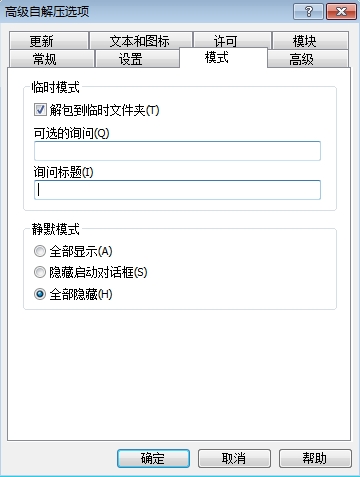 高级自解压选项
更新 文本和图标 许可 模块
常规 设置 模式 高级
临时模式
解包到临时文件夹(T)
可选的询问(Q)
询问标题(I)
静默模式
全部显示(A)
隐藏启动对话框(S)
全部隐藏(H)
确定 取消 帮助